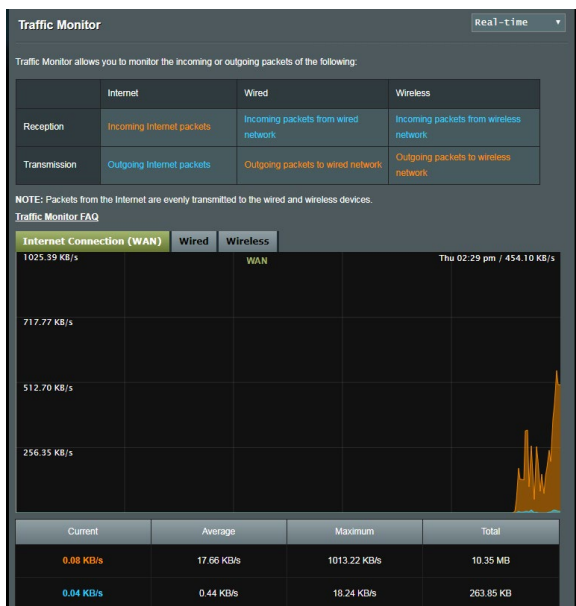 Traffic Monitor
Real-time
Traffic Monitor allows you to monitor the incoming or outgoing packets of the following:
Internet Wired Wireless
Reception Incoming Internet packets Incoming packets from wired network Incoming packets from wireless network
Transmission Outgoing Internet packets Outgoing packets to wired network Outgoing packets to wireless network
NOTE: Packets from the Internet are evenly transmitted to the wired and wireless devices.
Traffic Monitor FAQ
Internet Connection (WAN) Wired Wireless
1025.39 KB/s WAN Thu 02:29 pm / 454.10 KB/s
717.77 KB/s
512.70 KB/s
256.35 KB/s
Current Average Maximum Total
0.08 KB/s 17.66 KB/s 1013.22 KB/s 10.35 MB
0.04 KB/s 0.44 KB/s 18.24 KB/s 263.85 KB